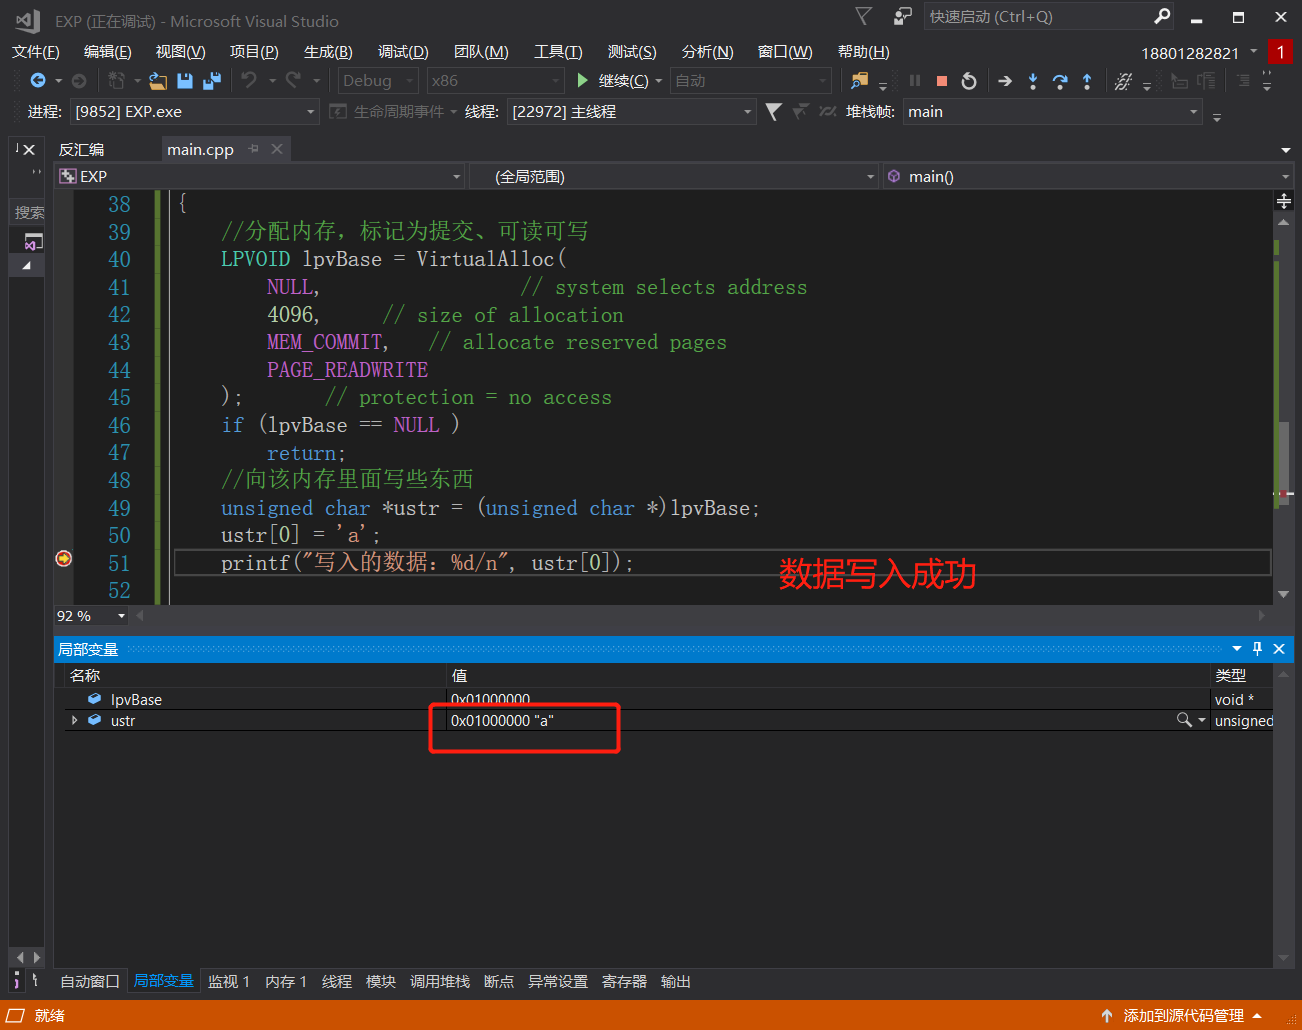 EXP (正在调试) - Microsoft Visual Studio
快速启动 (Ctrl+Q)
文件(F) 编辑(E) 视图(V) 项目(P) 生成(B) 调试(D) 团队(M) 工具(T) 测试(S) 分析(N) 窗口(W) 帮助(H)
18801282821 1
Debug x86 继续(C) 自动
进程: [9852] EXP.exe 生命周期事件 线程: [22972] 主线程 堆栈帧: main
反汇编 main.cpp
EXP (全局范围) main()
搜索
38 {
39 //分配内存，标记为提交、可读可写
40 LPVOID lpvBase = VirtualAlloc(
41 NULL, // system selects address
42 4096, // size of allocation
43 MEM_COMMIT, // allocate reserved pages
44 PAGE_READWRITE
45 ); // protection = no access
46 if (lpvBase == NULL )
47 return;
48 //向该内存里面写些东西
49 unsigned char *ustr = (unsigned char *)lpvBase;
50 ustr[0] = 'a';
51 printf("写入的数据: %d/n", ustr[0]);
数据写入成功
52
92 %
局部变量
名称 值 类型
lpvBase 0x01000000 void *
ustr 0x01000000 "a" unsigned
自动窗口 局部变量 监视 1 内存 1 线程 模块 调用堆栈 断点 异常设置 寄存器 输出
就绪 添加到源代码管理